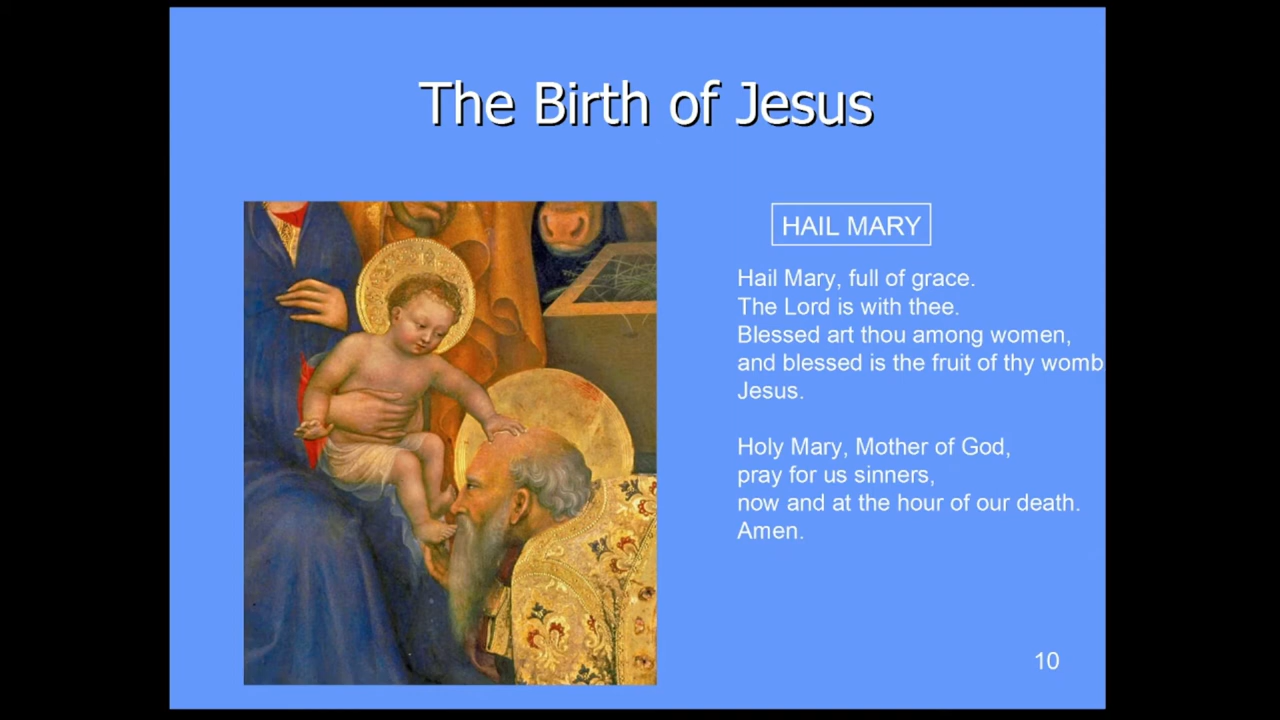 The Birth of Jesus
HAIL MARY
Hail Mary, full of grace.
The Lord is with thee.
Blessed art thou among women,
and blessed is the fruit of thy womb
Jesus.
Holy Mary, Mother of God,
pray for us sinners,
now and at the hour of our death.
Amen.
10